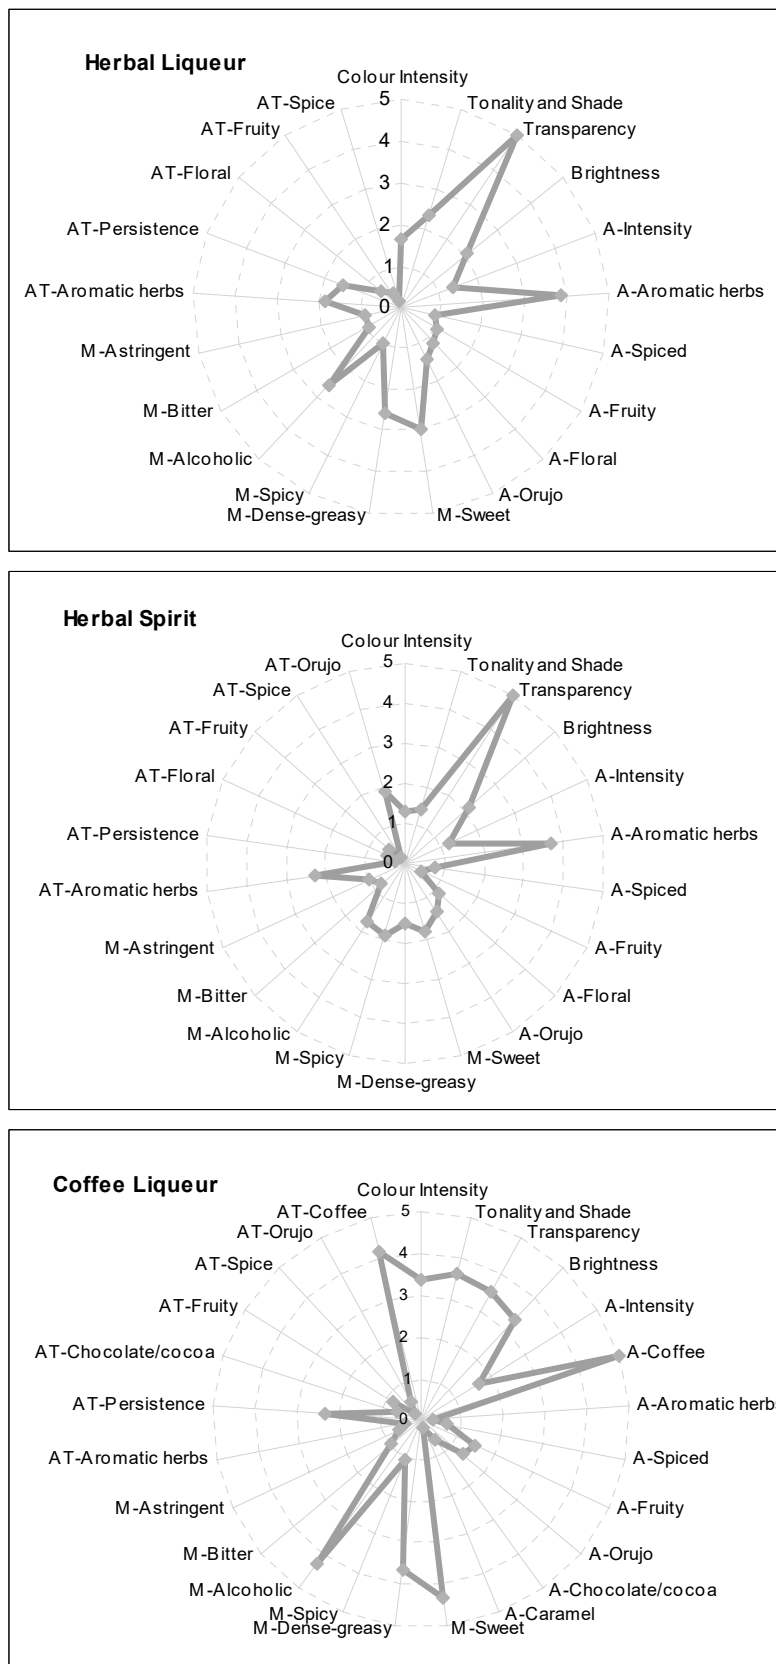 Herbal Liqueur
Colour Intensity
AT-Spice
5
Tonality and Shade
AT-Fruity
4
Transparency
AT-Floral
3
Brightness
AT-Persistence
2
A-Intensity
AT-Aromatic herbs
1
A-Aromatic herbs
0
M-Astringent
A-Spiced
M-Bitter
A-Fruity
M-Alcoholic
A-Floral
M-Spicy
A-Orujo
M-Dense-greasy
M-Sweet
Herbal Spirit
Colour Intensity
AT-Orujo
5
Tonality and Shade
AT-Spice
4
Transparency
AT-Fruity
3
Brightness
AT-Floral
2
A-Intensity
AT-Persistence
1
A-Aromatic herbs
0
AT-Aromatic herbs
A-Spiced
M-Astringent
A-Fruity
M-Bitter
A-Floral
M-Alcoholic
A-Orujo
M-Spicy
M-Sweet
M-Dense-greasy
Coffee Liqueur
Colour Intensity
AT-Coffee
5
Tonality and Shade
AT-Orujo
4
Transparency
AT-Spice
3
Brightness
AT-Fruity
2
A-Intensity
AT-Chocolate/cocoa
1
A-Coffee
AT-Persistence
0
A-Aromatic herbs
AT-Aromatic herbs
A-Spiced
M-Astringent
A-Fruity
M-Bitter
A-Orujo
M-Alcoholic
A-Chocolate/cocoa
M-Spicy
A-Caramel
M-Dense-greasy
M-Sweet